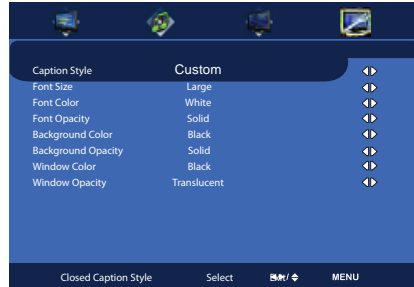 Caption Style Custom
Font Size Large
Font Color White
Font Opacity Solid
Background Color Black
Background Opacity Solid
Window Color Black
Window Opacity Translucent
Closed Caption Style Select / MENU